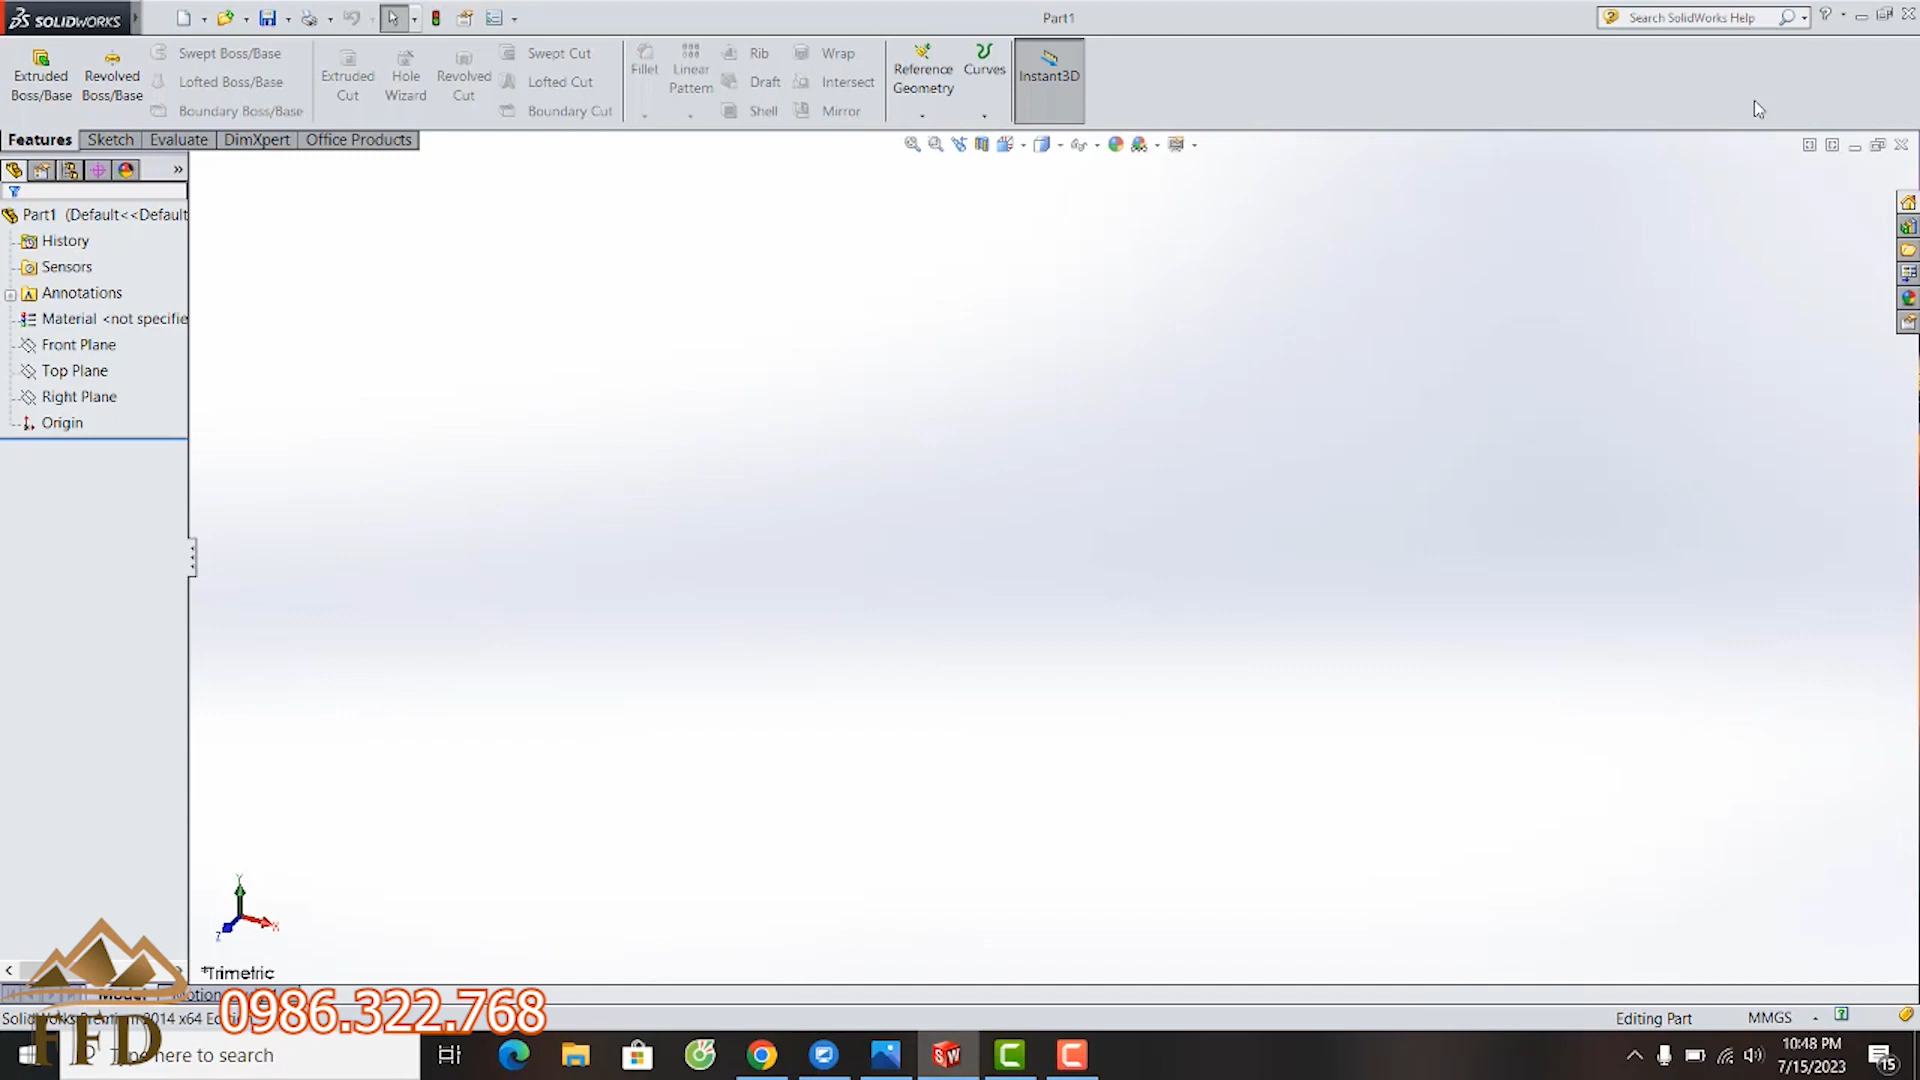 SOLIDWORKS
Part1
Search SolidWorks Help
Extruded Boss/Base
Revolved Boss/Base
Swept Boss/Base
Lofted Boss/Base
Boundary Boss/Base
Extruded Cut
Hole Wizard
Revolved Cut
Swept Cut
Lofted Cut
Boundary Cut
Fillet
Linear Pattern
Rib
Draft
Shell
Wrap
Intersect
Mirror
Reference Geometry
Curves
Instant3D
Features Sketch Evaluate DimXpert Office Products
Part1 (Default<<Default
History
Sensors
Annotations
Material <not specifie
Front Plane
Top Plane
Right Plane
Origin
Y
X
Z
*Trimetric
0986.322.768
FFD
Editing Part
MMGS
here to search
10:48 PM
7/15/2023
15